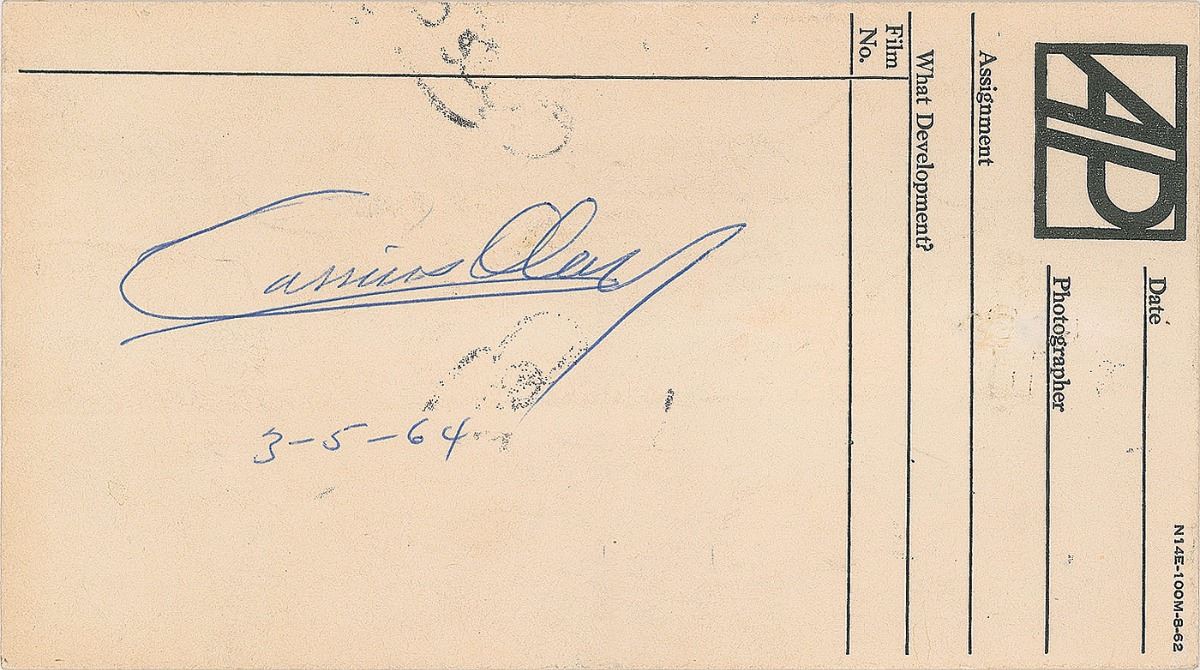 AP
Date
Photographer
Assignment
What Development?
Film
No.
N14E-100M-8-62
Cassius Clay
3-5-64